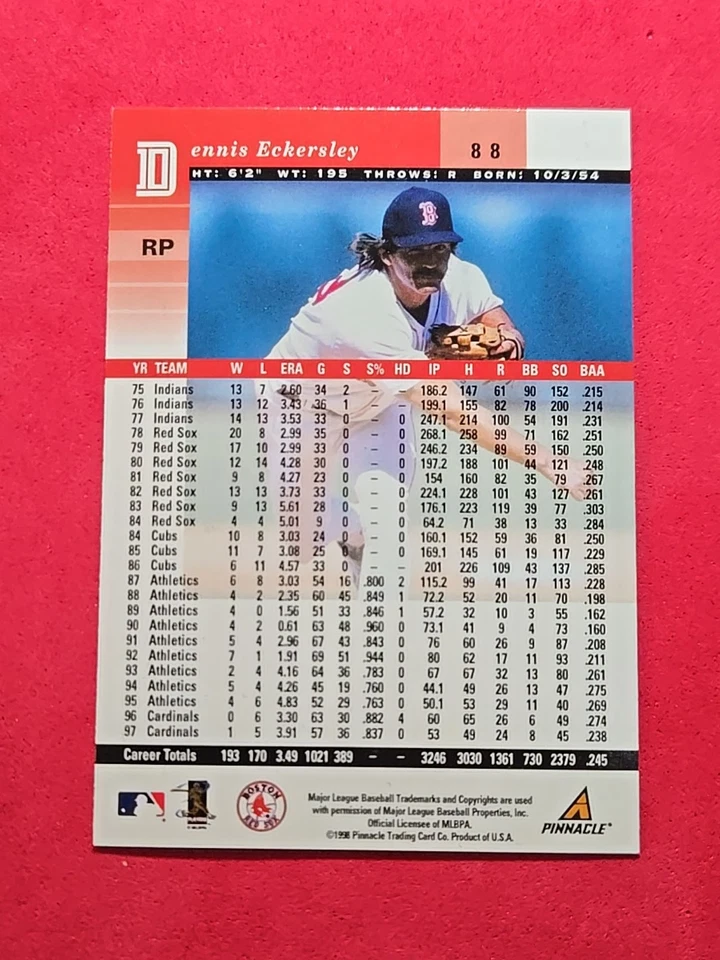 Dennis Eckersley 88
HT: 6'2" WT: 195 THROWS: R BORN: 10/3/54
RP
B
YR TEAM W L ERA G S S% HD IP H R BB SO BAA
75 Indians 13 7 2.60 34 2 – – 186.2 147 61 90 152 .215
76 Indians 13 12 3.43 36 1 – – 199.1 155 82 78 200 .214
77 Indians 14 13 3.53 33 0 – 0 247.1 214 100 54 191 .231
78 Red Sox 20 8 2.99 35 0 – 0 268.1 258 99 71 162 .251
79 Red Sox 17 10 2.99 33 0 – 0 246.2 234 89 59 150 .250
80 Red Sox 12 14 4.28 30 0 – 0 197.2 188 101 44 121 .248
81 Red Sox 9 8 4.27 23 0 – 0 154 160 82 35 79 .267
82 Red Sox 13 13 3.73 33 0 – 0 224.1 228 101 43 127 .261
83 Red Sox 9 13 5.61 28 0 – 0 176.1 223 119 39 77 .303
84 Red Sox 4 4 5.01 9 0 – 0 64.2 71 38 13 33 .284
84 Cubs 10 8 3.03 24 0 – 0 160.1 152 59 36 81 .250
85 Cubs 11 7 3.08 25 0 – 0 169.1 145 61 19 117 .229
86 Cubs 6 11 4.57 33 0 – 0 201 226 109 43 137 .285
87 Athletics 6 8 3.03 54 16 .800 2 115.2 99 41 17 113 .228
88 Athletics 4 2 2.35 60 45 .849 1 72.2 52 20 11 70 .198
89 Athletics 4 0 1.56 51 33 .846 1 57.2 32 10 3 55 .162
90 Athletics 4 2 0.61 63 48 .960 0 73.1 41 9 4 73 .160
91 Athletics 5 4 2.96 67 43 .843 0 76 60 26 9 87 .208
92 Athletics 7 1 1.91 69 51 .944 0 80 62 17 11 93 .211
93 Athletics 2 4 4.16 64 36 .783 0 67 67 32 13 80 .261
94 Athletics 5 4 4.26 45 19 .760 0 44.1 49 26 13 47 .275
95 Athletics 4 6 4.83 52 29 .763 0 50.1 53 29 11 40 .269
96 Cardinals 0 6 3.30 63 30 .882 4 60 65 26 6 49 .274
97 Cardinals 1 5 3.91 57 36 .837 0 53 49 24 8 45 .238
Career Totals 193 170 3.49 1021 389 – – 3246 3030 1361 730 2379 .245
BOSTON
RED SOX
Major League Baseball Trademarks and Copyrights are used
with permission of Major League Baseball Properties, Inc.
Official Licensee of MLBPA.
©1998 Pinnacle Trading Card Co. Product of U.S.A.
PINNACLE